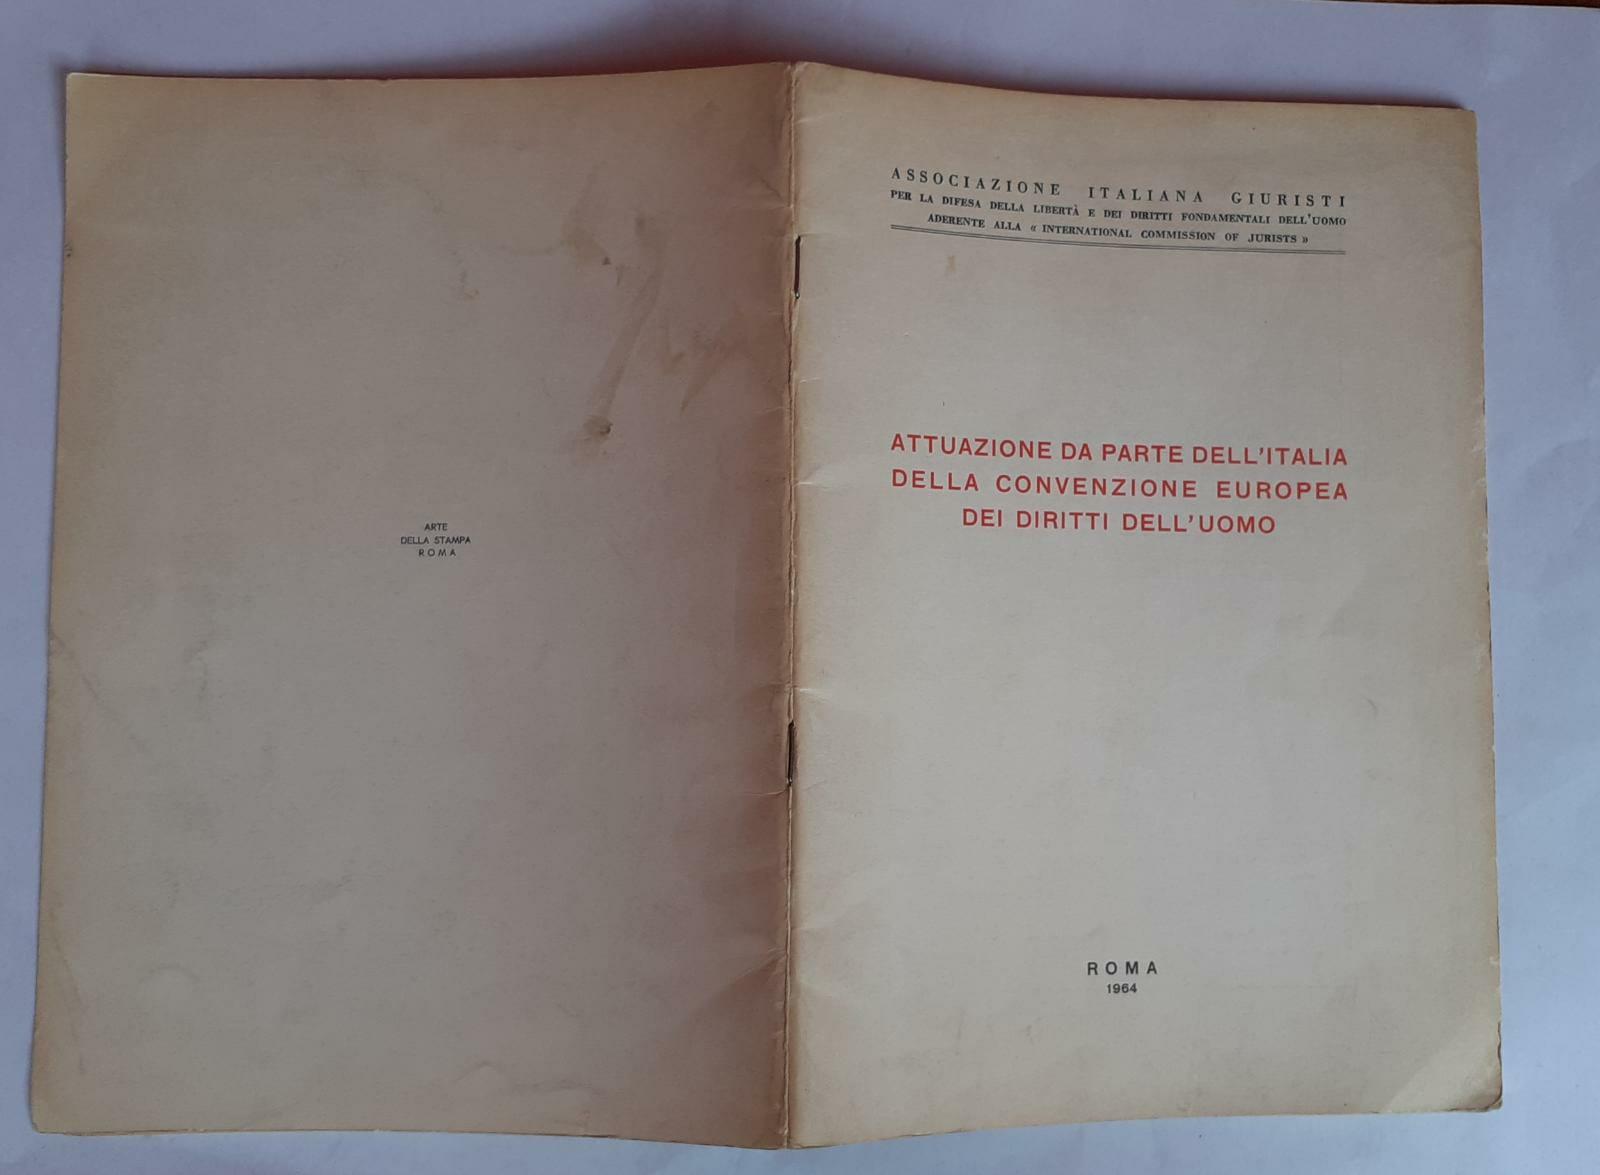 ASSOCIAZIONE ITALIANA GIURISTI
PER LA DIFESA DELLA LIBERTÀ E DEI DIRITTI FONDAMENTALI DELL'UOMO
ADERENTE ALLA « INTERNATIONAL COMMISSION OF JURISTS »
ATTUAZIONE DA PARTE DELL'ITALIA
DELLA CONVENZIONE EUROPEA
DEI DIRITTI DELL'UOMO
ROMA
1964
ARTE
DELLA STAMPA
ROMA